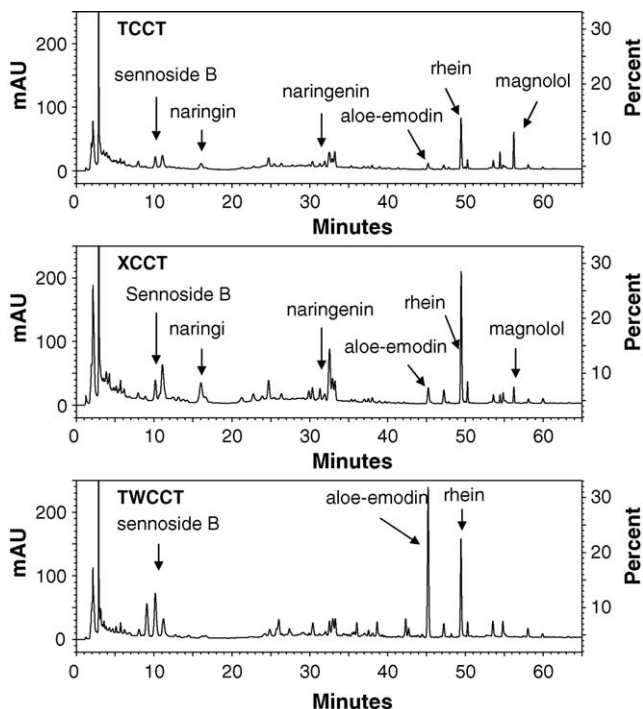 TCCT
mAU
Percent
sennoside B
naringin
naringenin
aloe-emodin
rhein
magnolol
200
100
0
30
20
10
0 10 20 30 40 50 60
Minutes
XCCT
mAU
Percent
Sennoside B
naringi
naringenin
aloe-emodin
rhein
magnolol
200
100
0
30
20
10
0 10 20 30 40 50 60
Minutes
TWCCT
mAU
Percent
sennoside B
aloe-emodin
rhein
200
100
0
30
20
10
0 10 20 30 40 50 60
Minutes